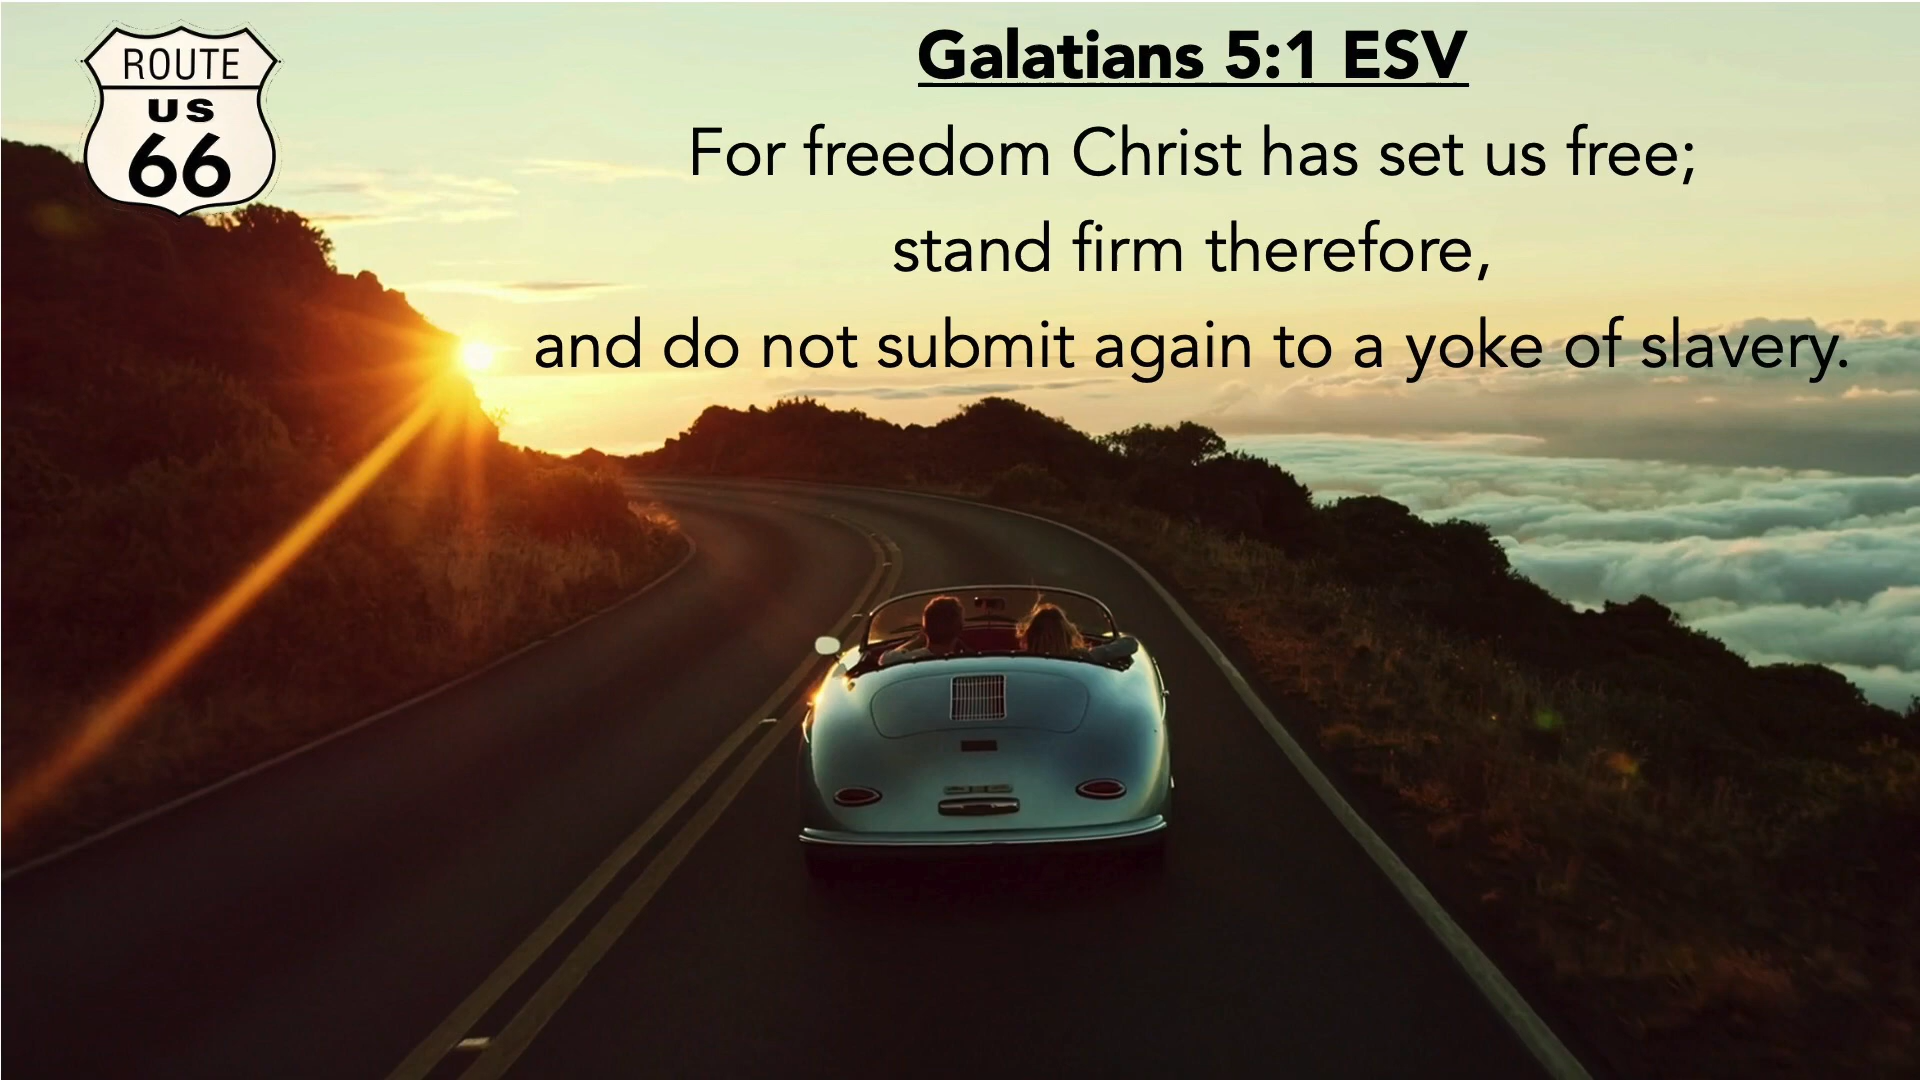 ROUTE
US
66
Galatians 5:1 ESV
For freedom Christ has set us free;
stand firm therefore,
and do not submit again to a yoke of slavery.